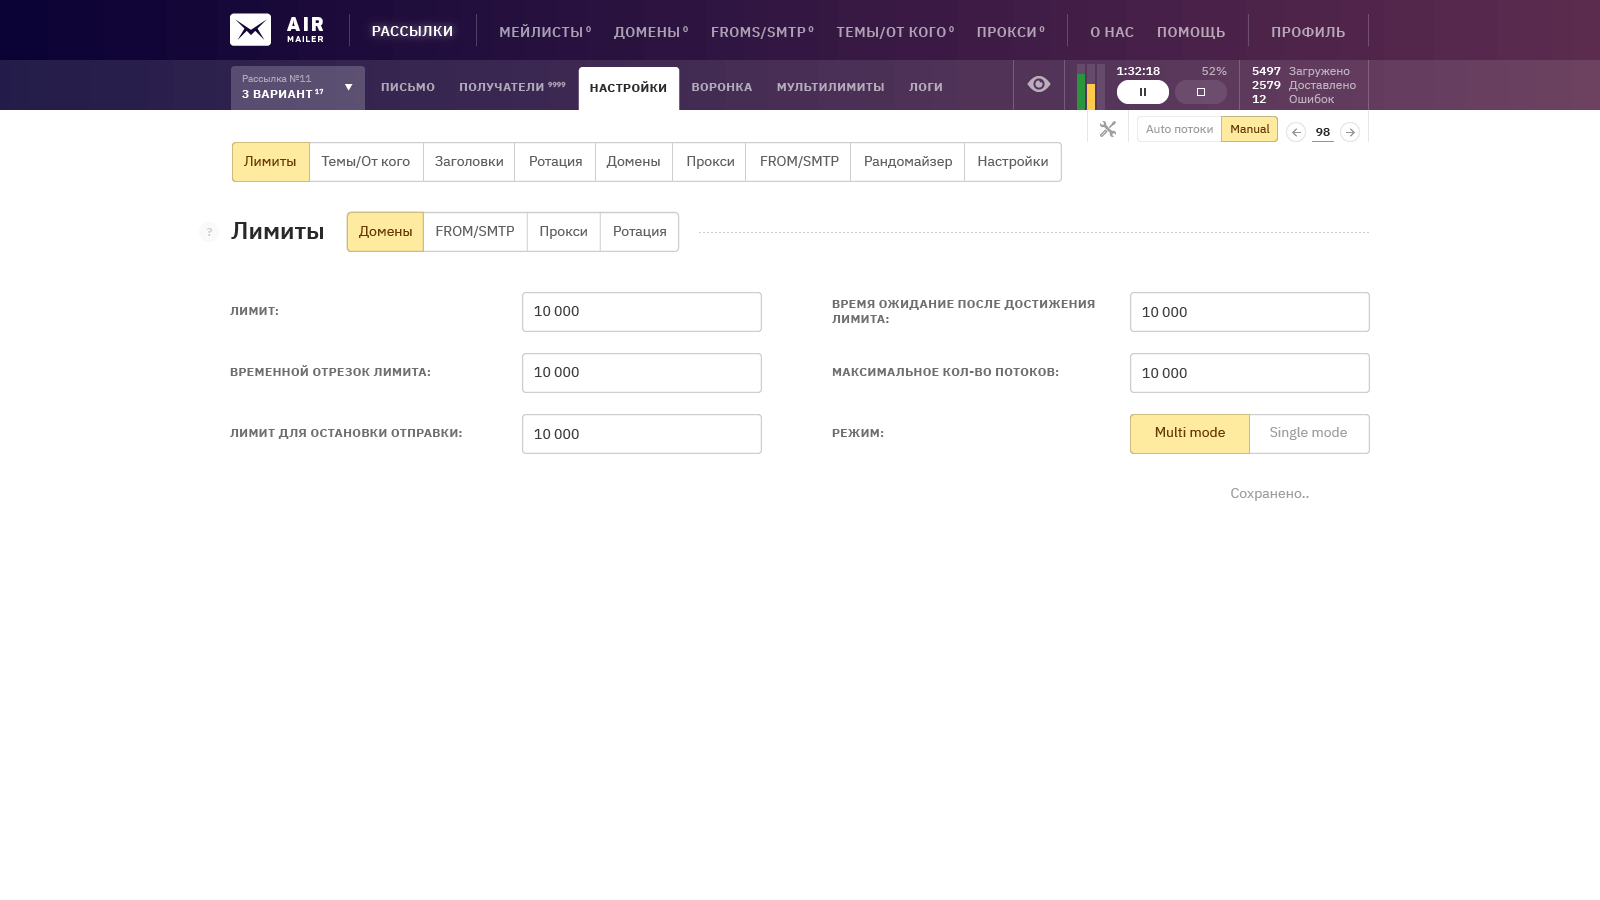 AIR
MAILER
РАССЫЛКИ
МЕЙЛИСТЫ 0
ДОМЕНЫ 0
FROMS/SMTP 0
ТЕМЫ/ОТ КОГО 0
ПРОКСИ 0
О НАС
ПОМОЩЬ
ПРОФИЛЬ
Рассылка №11
3 ВАРИАНТ 17
ПИСЬМО
ПОЛУЧАТЕЛИ 9999
НАСТРОЙКИ
ВОРОНКА
МУЛЬТИЛИМИТЫ
ЛОГИ
1:32:18 52%
5497 Загружено
2579 Доставлено
12 Ошибок
Auto потоки
Manual
98
Лимиты
Темы/От кого
Заголовки
Ротация
Домены
Прокси
FROM/SMTP
Рандомайзер
Настройки
?
Лимиты
Домены
FROM/SMTP
Прокси
Ротация
ЛИМИТ:
10 000
ВРЕМЯ ОЖИДАНИЕ ПОСЛЕ ДОСТИЖЕНИЯ
ЛИМИТА:
10 000
ВРЕМЕННОЙ ОТРЕЗОК ЛИМИТА:
10 000
МАКСИМАЛЬНОЕ КОЛ-ВО ПОТОКОВ:
10 000
ЛИМИТ ДЛЯ ОСТАНОВКИ ОТПРАВКИ:
10 000
РЕЖИМ:
Multi mode
Single mode
Сохранено..